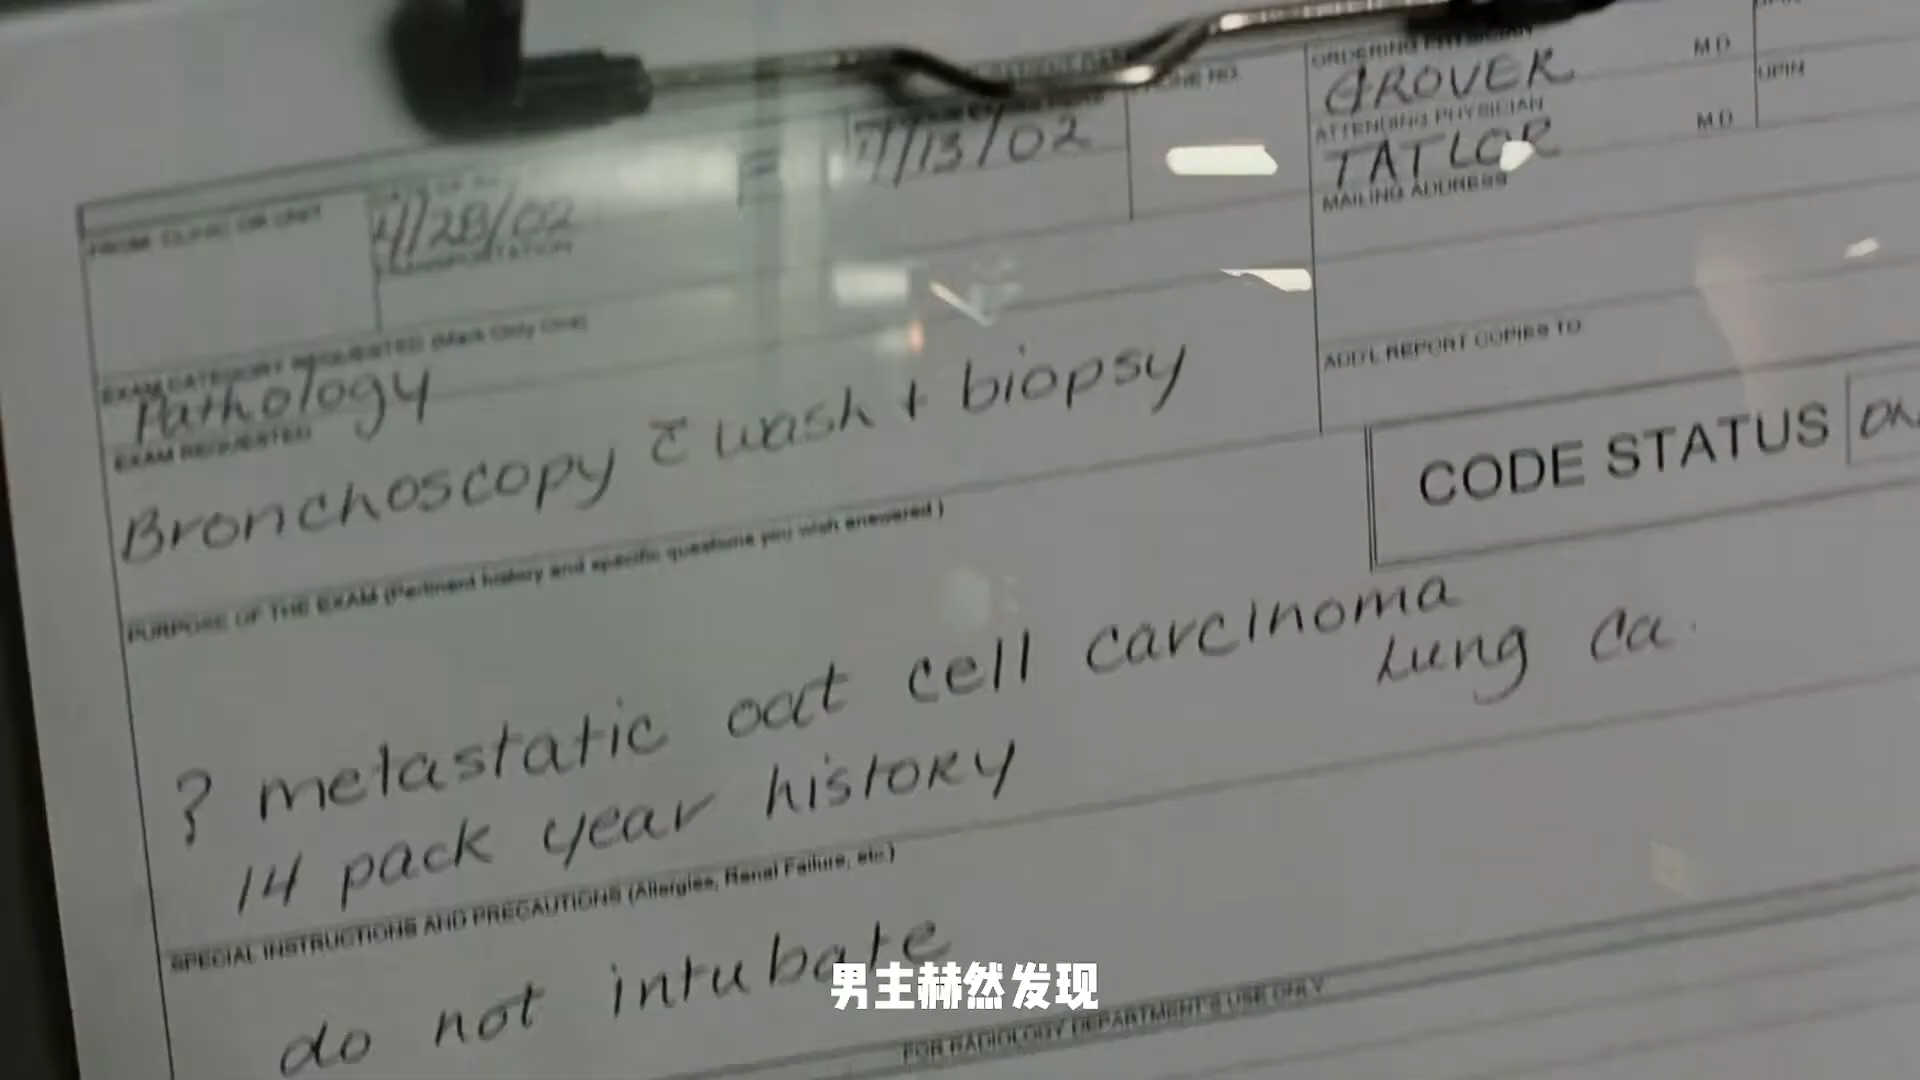 ORDERING PHYSICIAN
GROVER M.D.
UPIN
ATTENDING PHYSICIAN
TATLOR M.D.
MAILING ADDRESS
/13/02
FROM CLINIC OR UNIT
4/28/02
TRANSPORTATION
EXAM CATEGORY REQUESTED (Mark Only One)
Pathology
ADD'L REPORT COPIES TO
EXAM REQUESTED
Bronchoscopy c̄ wash + biopsy
CODE STATUS
PURPOSE OF THE EXAM (Pertinent history and specific questions you wish answered)
? metastatic oat cell carcinoma
Lung Ca.
14 pack year history
SPECIAL INSTRUCTIONS AND PRECAUTIONS (Allergies, Renal Failure, etc.)
do not intubate
男主赫然发现
FOR RADIOLOGY DEPARTMENT'S USE ONLY